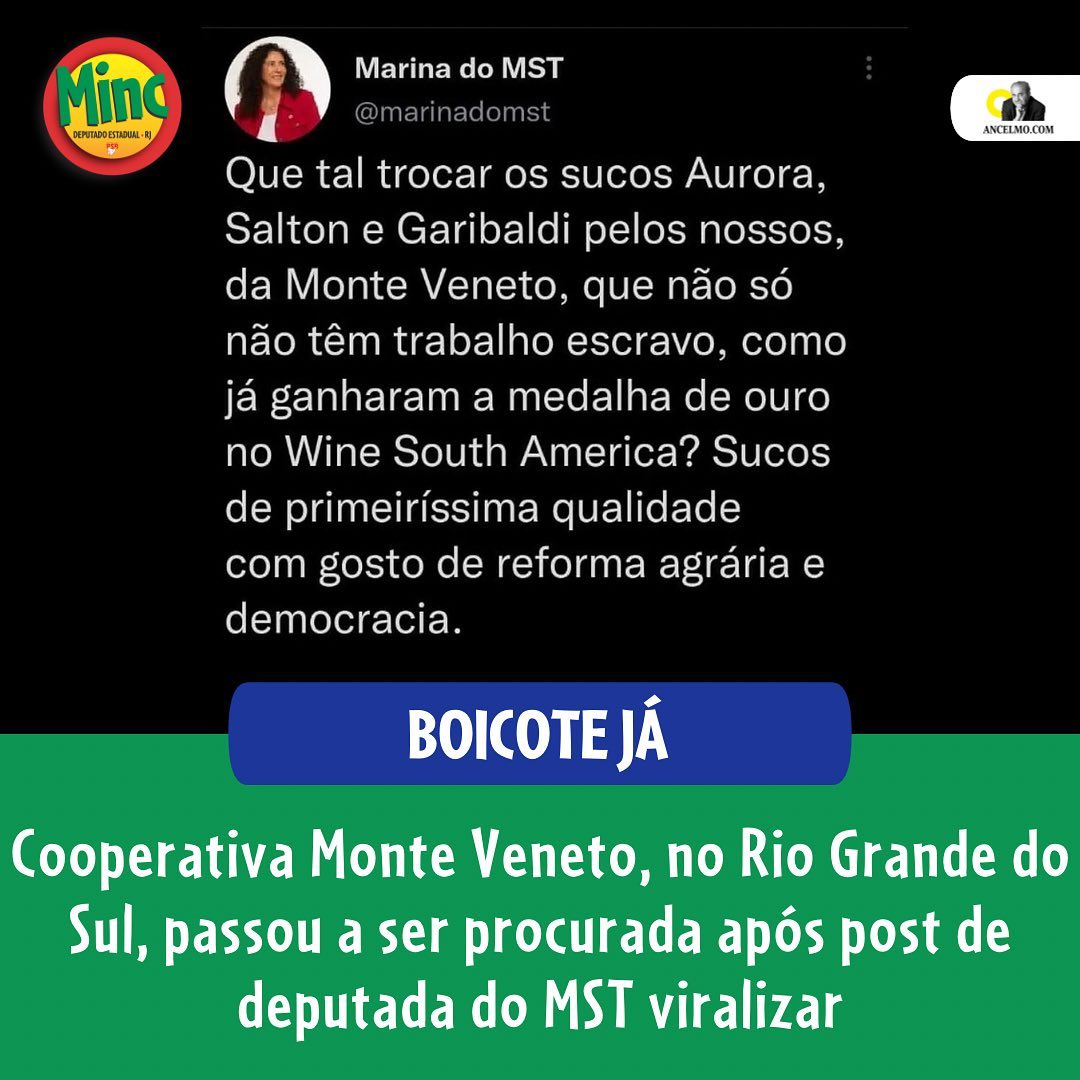 Minc
DEPUTADO ESTADUAL - RJ
PSB
Marina do MST
@marinadomst
ANCELMO.COM
Que tal trocar os sucos Aurora,
Salton e Garibaldi pelos nossos,
da Monte Veneto, que não só
não têm trabalho escravo, como
já ganharam a medalha de ouro
no Wine South America? Sucos
de primeiríssima qualidade
com gosto de reforma agrária e
democracia.
BOICOTE JÁ
Cooperativa Monte Veneto, no Rio Grande do
Sul, passou a ser procurada após post de
deputada do MST viralizar